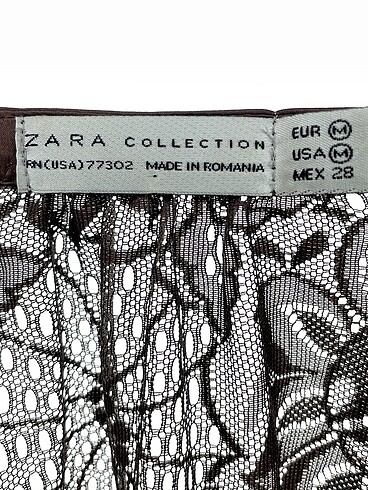 ZARA COLLECTION
RN(USA)77302 MADE IN ROMANIA
EUR M
USA M
MEX 28